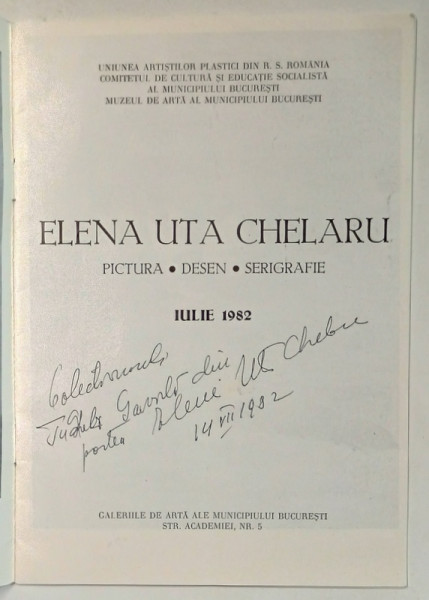 UNIUNEA ARTIȘTILOR PLASTICI DIN R. S. ROMÂNIA
COMITETUL DE CULTURĂ ȘI EDUCAȚIE SOCIALISTĂ
AL MUNICIPIULUI BUCUREȘTI
MUZEUL DE ARTĂ AL MUNICIPIULUI BUCUREȘTI
ELENA UTA CHELARU
PICTURA • DESEN • SERIGRAFIE
IULIE 1982
din
partea Elenei Uta Chelaru
14 VII 1982
GALERIILE DE ARTĂ ALE MUNICIPIULUI BUCUREȘTI
STR. ACADEMIEI, NR. 5